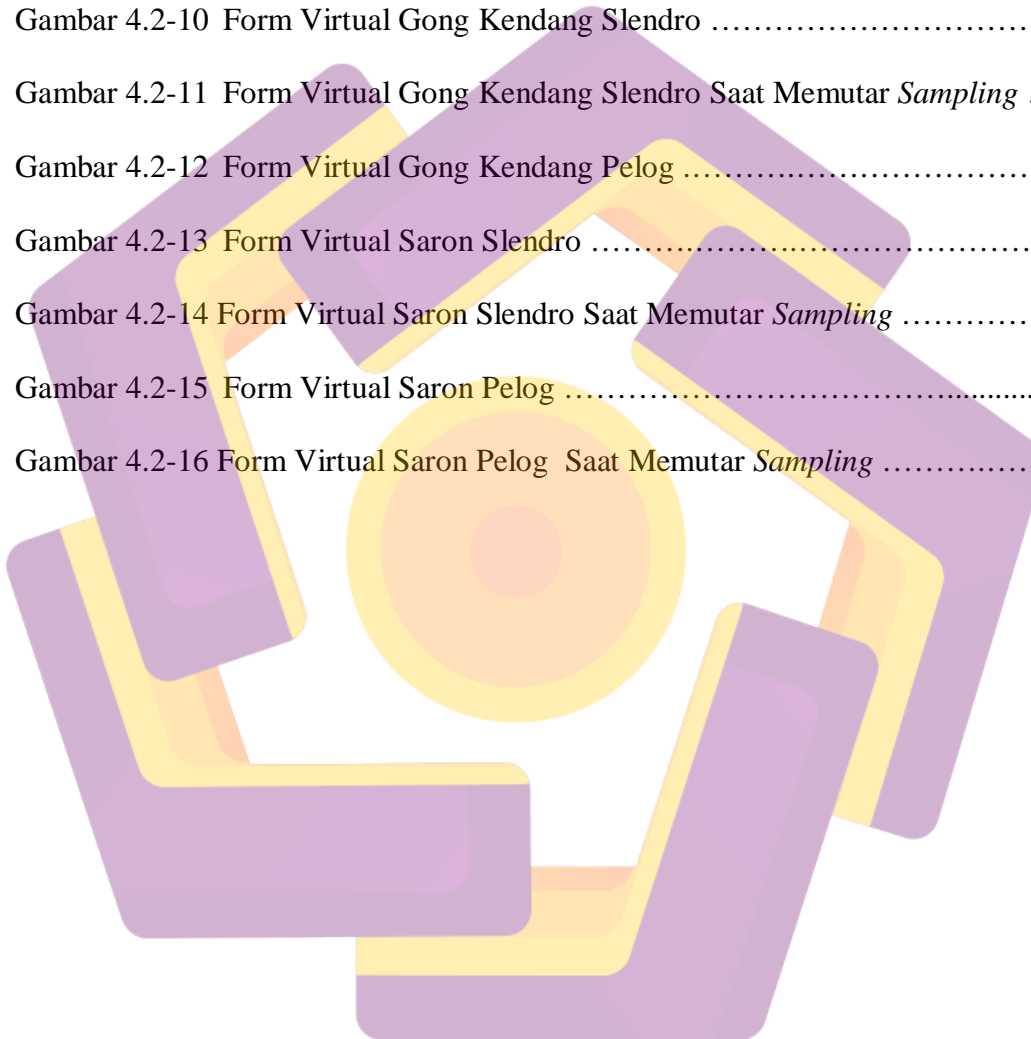 Gambar 4.2-10  Form Virtual Gong Kendang Slendro ……………………………
Gambar 4.2-11  Form Virtual Gong Kendang Slendro Saat Memutar Sampling .
Gambar 4.2-12  Form Virtual Gong Kendang Pelog ….…….………………………
Gambar 4.2-13  Form Virtual Saron Slendro ……….……….…………………………
Gambar 4.2-14 Form Virtual Saron Slendro Saat Memutar Sampling …………
Gambar 4.2-15  Form Virtual Saron Pelog …………………………………...........
Gambar 4.2-16 Form Virtual Saron Pelog  Saat Memutar Sampling ……….……